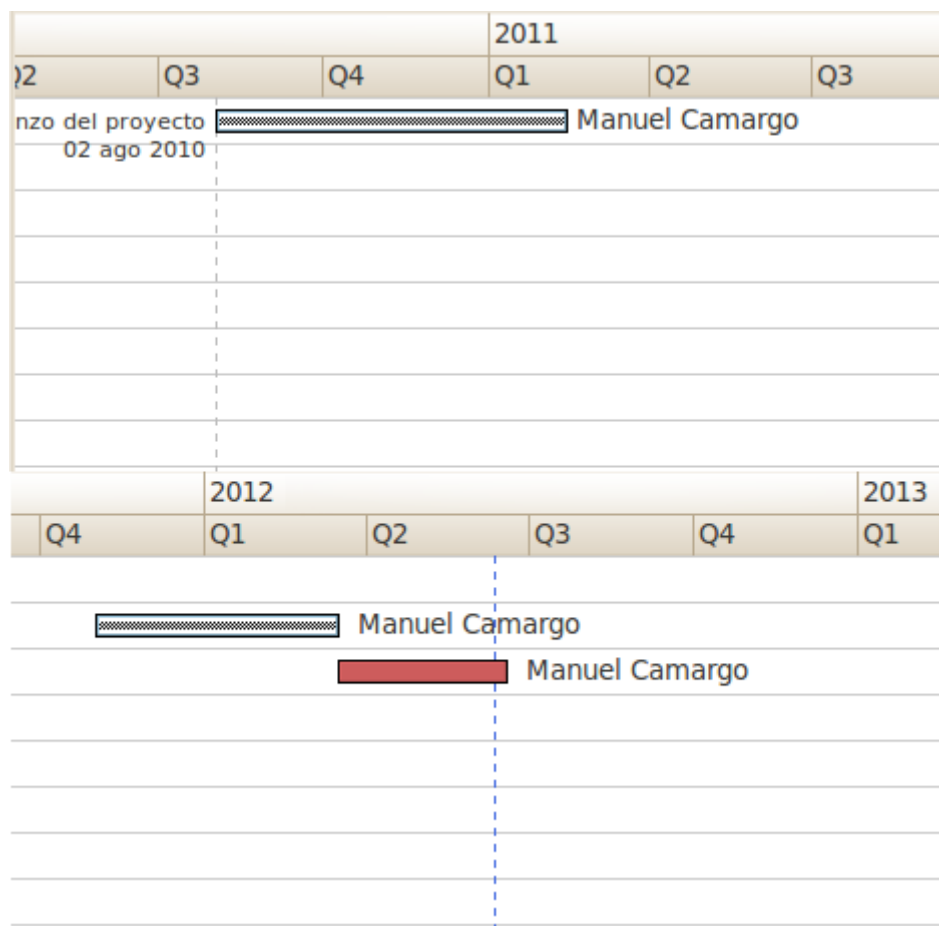 2011
Q2 Q3 Q4 Q1 Q2 Q3
nzo del proyecto Manuel Camargo
02 ago 2010
2012 2013
Q4 Q1 Q2 Q3 Q4 Q1
Manuel Camargo
Manuel Camargo